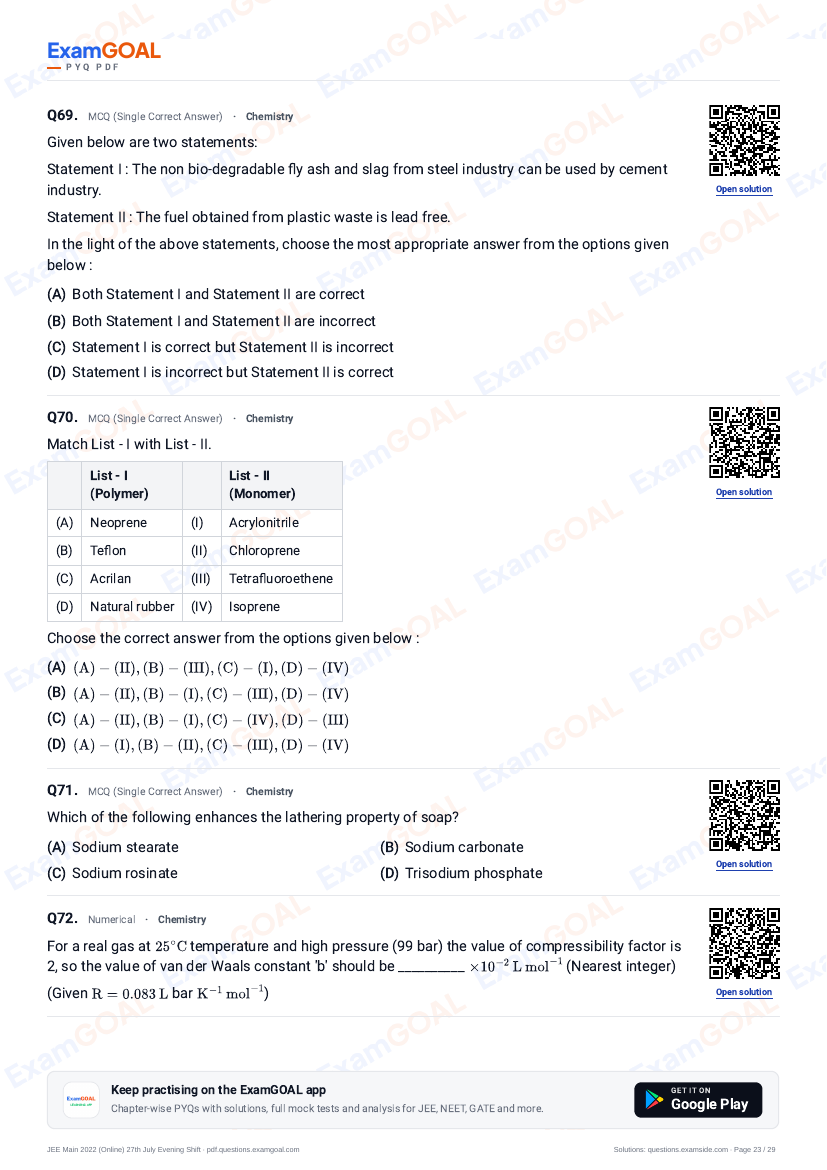 ExamGOAL
PYQ PDF
Q69. MCQ (Single Correct Answer) · Chemistry
Given below are two statements:
Statement I : The non bio-degradable fly ash and slag from steel industry can be used by cement
industry.
Statement II : The fuel obtained from plastic waste is lead free.
In the light of the above statements, choose the most appropriate answer from the options given
below :
(A) Both Statement I and Statement II are correct
(B) Both Statement I and Statement II are incorrect
(C) Statement I is correct but Statement II is incorrect
(D) Statement I is incorrect but Statement II is correct
Open solution
Q70. MCQ (Single Correct Answer) · Chemistry
Match List - I with List - II.
List - I (Polymer) List - II (Monomer)
(A) Neoprene (I) Acrylonitrile
(B) Teflon (II) Chloroprene
(C) Acrilan (III) Tetrafluoroethene
(D) Natural rubber (IV) Isoprene
Choose the correct answer from the options given below :
(A) (A) − (II), (B) − (III), (C) − (I), (D) − (IV)
(B) (A) − (II), (B) − (I), (C) − (III), (D) − (IV)
(C) (A) − (II), (B) − (I), (C) − (IV), (D) − (III)
(D) (A) − (I), (B) − (II), (C) − (III), (D) − (IV)
Open solution
Q71. MCQ (Single Correct Answer) · Chemistry
Which of the following enhances the lathering property of soap?
(A) Sodium stearate (B) Sodium carbonate
(C) Sodium rosinate (D) Trisodium phosphate
Open solution
Q72. Numerical · Chemistry
For a real gas at 25°C temperature and high pressure (99 bar) the value of compressibility factor is
2, so the value of van der Waals constant 'b' should be __________ ×10⁻² L mol⁻¹ (Nearest integer)
(Given R = 0.083 L bar K⁻¹ mol⁻¹)
Open solution
ExamGOAL
Keep practising on the ExamGOAL app
Chapter-wise PYQs with solutions, full mock tests and analysis for JEE, NEET, GATE and more.
GET IT ON
Google Play
JEE Main 2022 (Online) 27th July Evening Shift · pdf.questions.examgoal.com
Solutions: questions.examside.com · Page 23 / 29